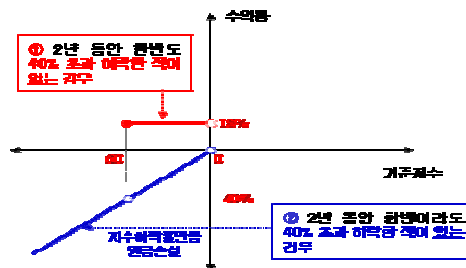 수익률
① 2년 동안 한번도
40% 초과 하락한 적이
없는 경우
기준지수
40%
② 2년 동안 한번이라도
40% 초과 하락한 적이 있는
경우
지수하락률만큼
원금손실